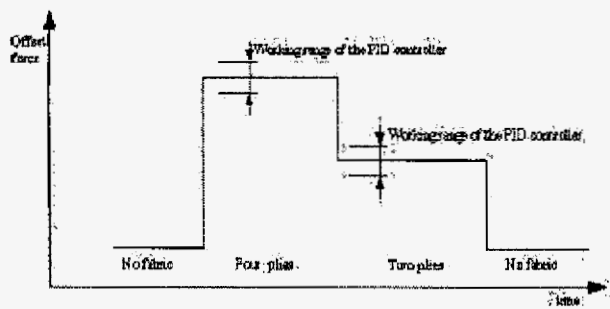 Offset
force
Working range of the PID controller
Working range of the PID controller
No fabric
Four plies
Two plies
No fabric
Time